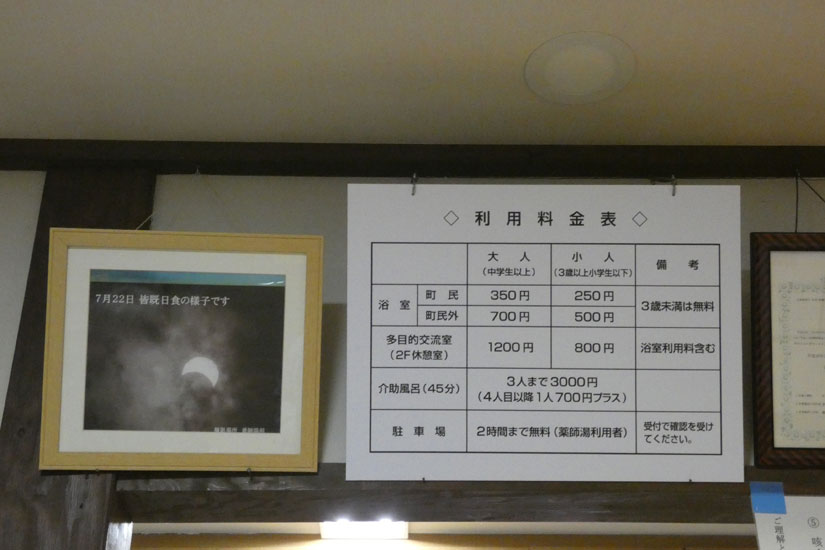 7月22日 皆既日食の様子です
◇ 利用料金表 ◇
大人 小人 備考
(中学生以上) (3歳以上小学生以下)
浴室 町民 350円 250円 3歳未満は無料
町民外 700円 500円
多目的交流室 1200円 800円 浴室利用料含む
(2F休憩室)
介助風呂(45分) 3人まで3000円
(4人目以降1人700円プラス)
駐車場 2時間まで無料(薬師湯利用者) 受付で確認を受け
てください。
⑤
ご理解